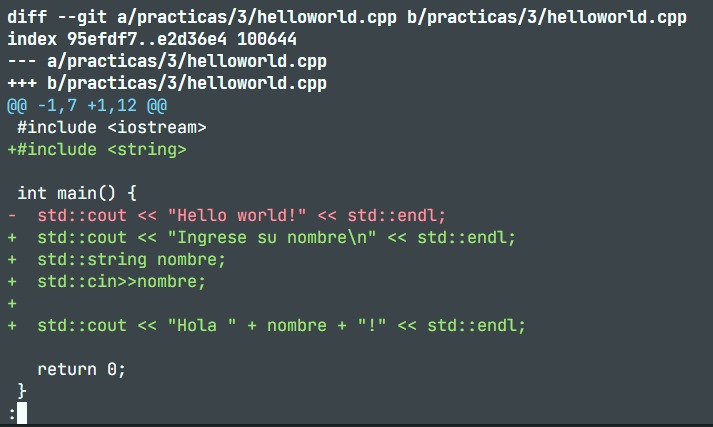 diff --git a/practicas/3/helloworld.cpp b/practicas/3/helloworld.cpp
index 95efdf7..e2d36e4 100644
--- a/practicas/3/helloworld.cpp
+++ b/practicas/3/helloworld.cpp
@@ -1,7 +1,12 @@
 #include <iostream>
+#include <string>

 int main() {
-  std::cout << "Hello world!" << std::endl;
+  std::cout << "Ingrese su nombre\n" << std::endl;
+  std::string nombre;
+  std::cin>>nombre;
+
+  std::cout << "Hola " + nombre + "!" << std::endl;

   return 0;
 }
: